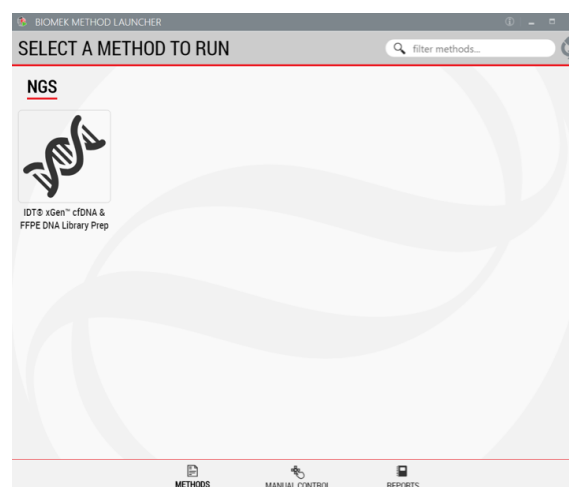 BIOMEK METHOD LAUNCHER
SELECT A METHOD TO RUN
filter methods...
NGS
IDT® xGen™ cfDNA &
FFPE DNA Library Prep
METHODS
MANUAL CONTROL
REPORTS